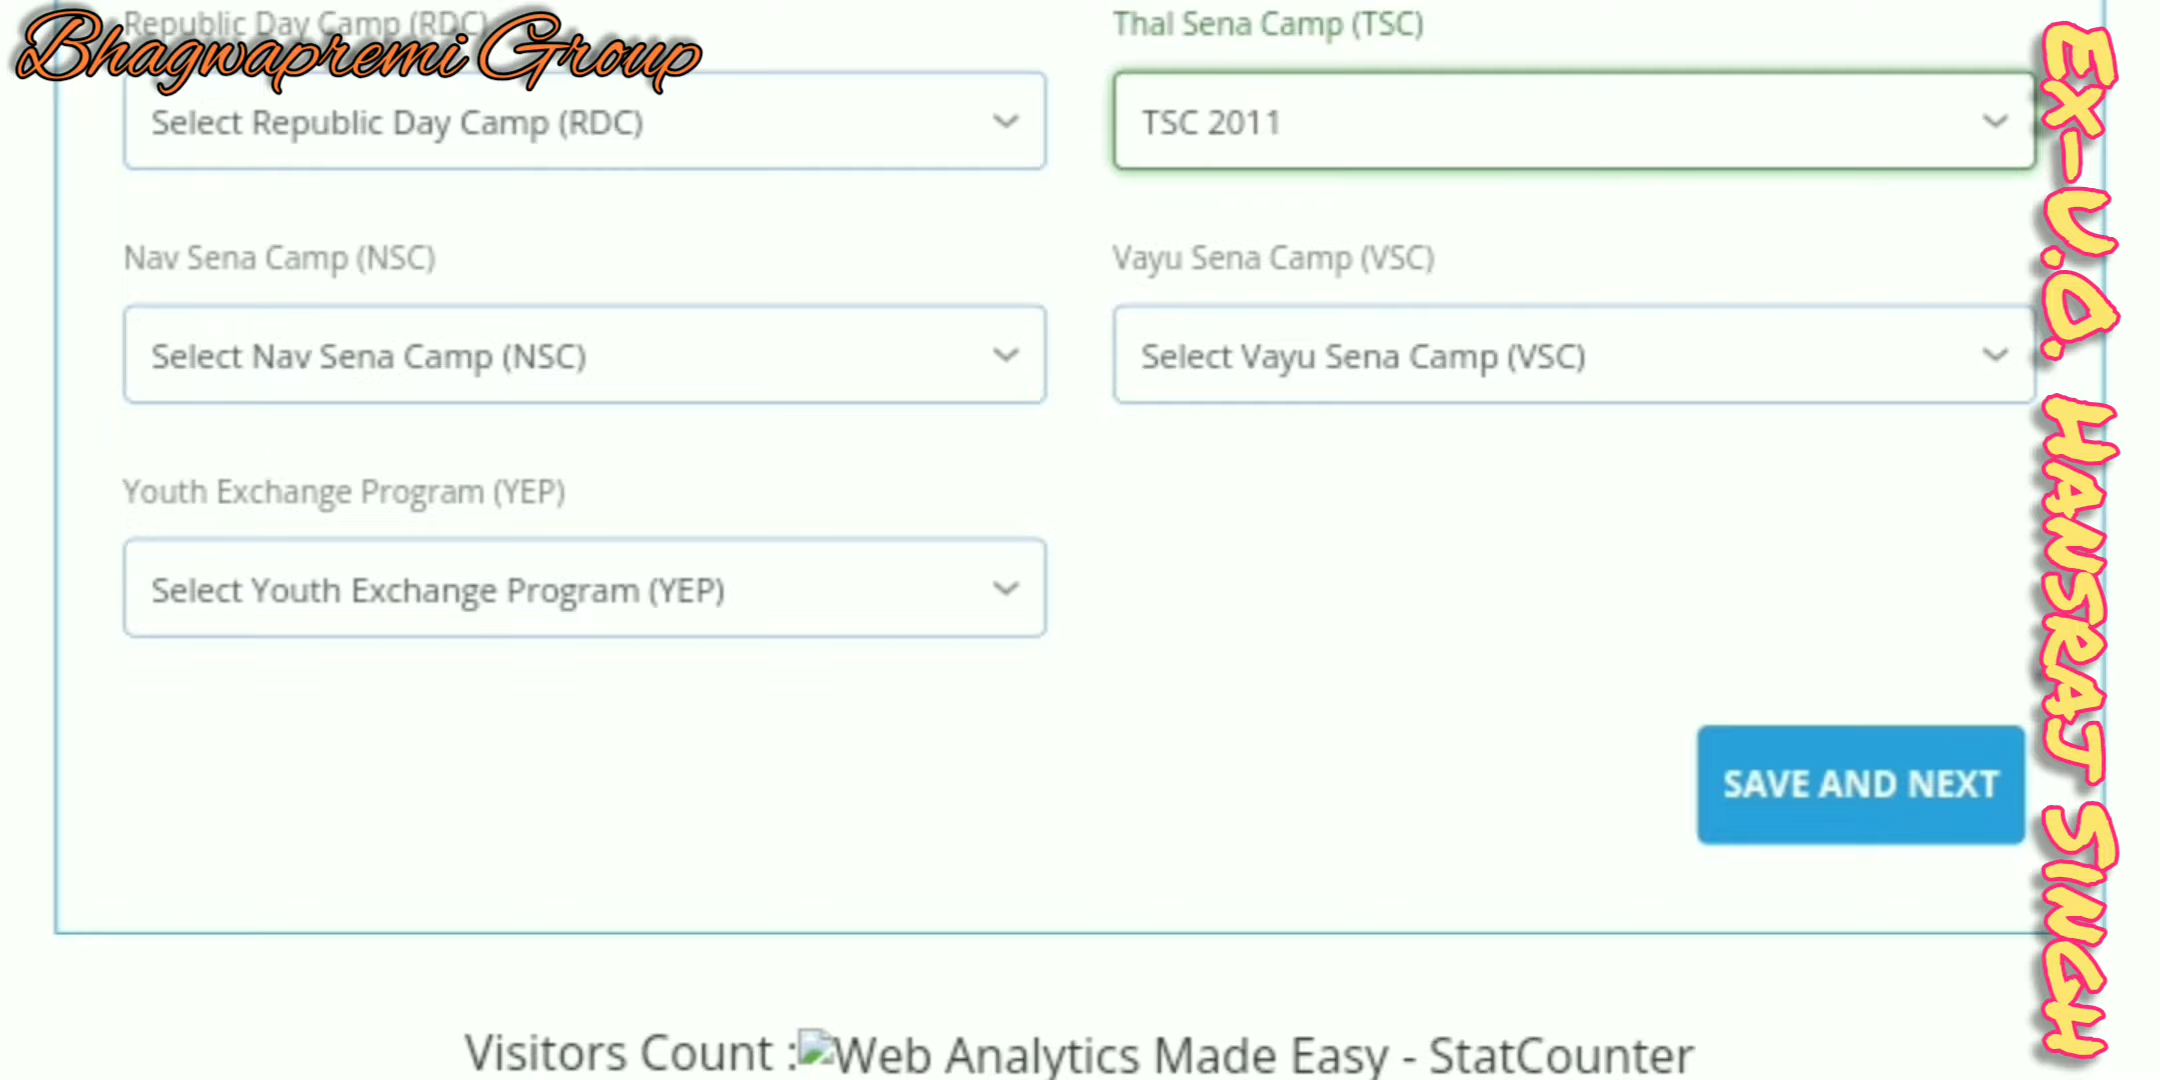 Republic Day Camp (RDC)
Bhagwapremi Group
Thal Sena Camp (TSC)
Select Republic Day Camp (RDC)
TSC 2011
Nav Sena Camp (NSC)
Vayu Sena Camp (VSC)
Select Nav Sena Camp (NSC)
Select Vayu Sena Camp (VSC)
Youth Exchange Program (YEP)
Select Youth Exchange Program (YEP)
SAVE AND NEXT
Visitors Count :Web Analytics Made Easy - StatCounter
Ex-U.O. HANSRAJ SINGH